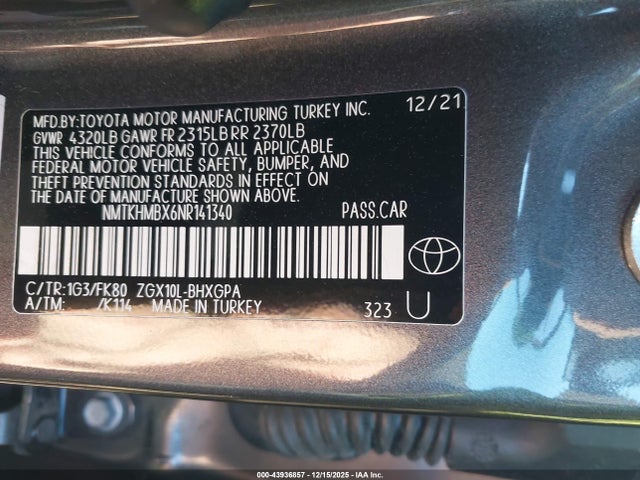 MFD.BY:TOYOTA MOTOR MANUFACTURING TURKEY INC. 12/21
GVWR 4320LB GAWR FR 2315LB RR 2370LB
THIS VEHICLE CONFORMS TO ALL APPLICABLE
FEDERAL MOTOR VEHICLE SAFETY, BUMPER, AND
THEFT PREVENTION STANDARDS IN EFFECT ON
THE DATE OF MANUFACTURE SHOWN ABOVE.
NMTKHMBX6NR141340 PASS.CAR
C/TR:1G3/FK80 ZGX10L-BHXGPA
A/TM: /K114 MADE IN TURKEY 323 U
000-43936857 - 12/15/2025 - IAA Inc.